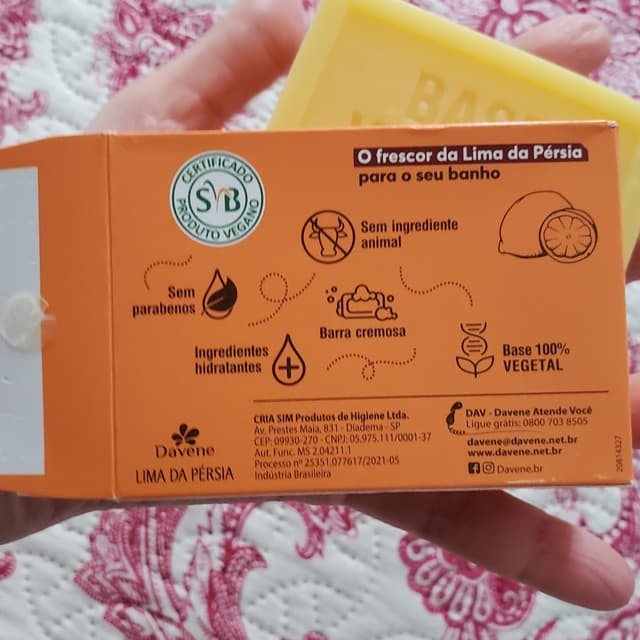 BAS
CERTIFICADO
SVB
PRODUTO VEGANO
O frescor da Lima da Pérsia
para o seu banho
Sem ingrediente
animal
Sem
parabenos
Barra cremosa
Ingredientes
hidratantes
Base 100%
VEGETAL
Davene
LIMA DA PÉRSIA
CRIA SIM Produtos de Higiene Ltda.
Av. Prestes Maia, 831 - Diadema - SP
CEP: 09930-270 - CNPJ: 05.975.111/0001-37
Aut. Func. MS 2.04211.1
Processo nº 25351.077617/2021-05
Indústria Brasileira
DAV - Davene Atende Você
Ligue grátis: 0800 703 8505
davene@davene.net.br
www.davene.net.br
Davene.br
20814327